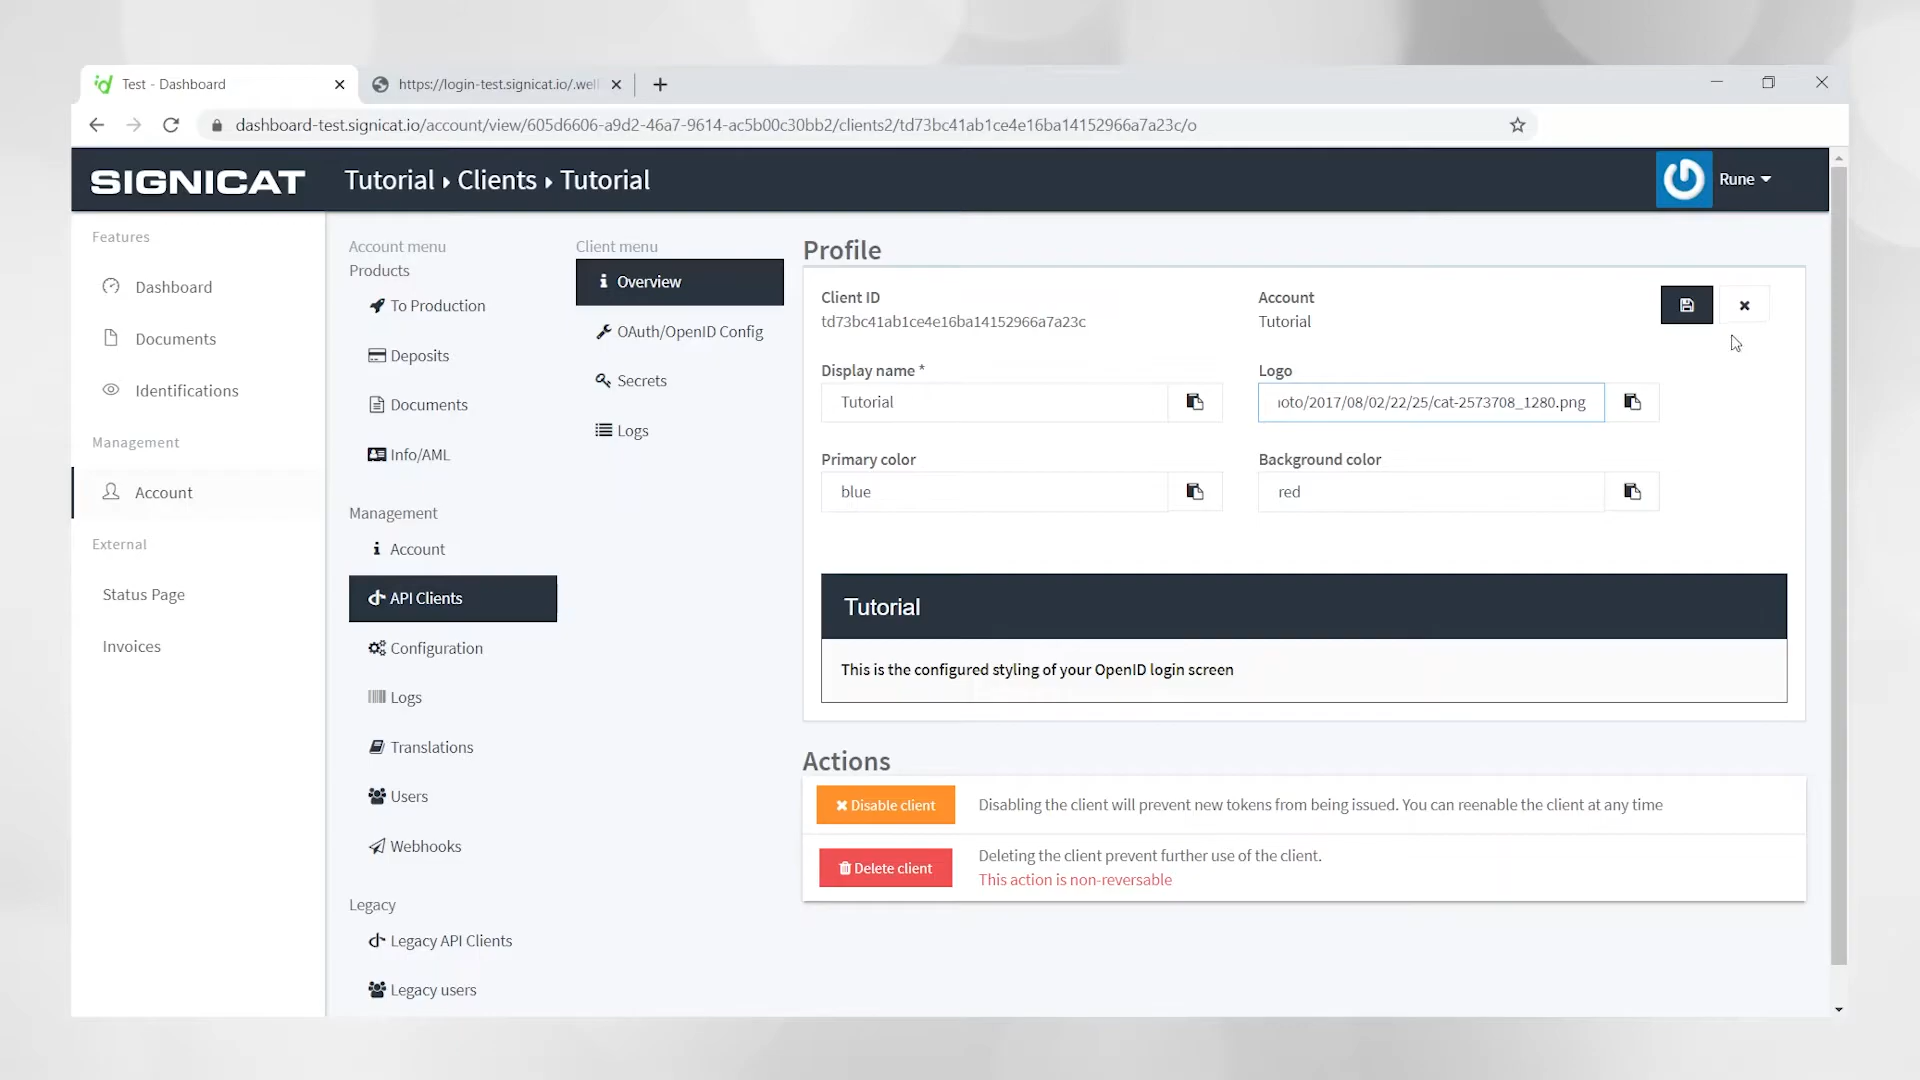 Test - Dashboard
https://login-test.signicat.io/.well
dashboard-test.signicat.io/account/view/605d6606-a9d2-46a7-9614-ac5b00c30bb2/clients2/td73bc41ab1ce4e16ba14152966a7a23c/o
SIGNICAT
Tutorial › Clients › Tutorial
Rune
Features
Dashboard
Documents
Identifications
Management
Account
External
Status Page
Invoices
Account menu
Products
To Production
Deposits
Documents
Info/AML
Management
Account
API Clients
Configuration
Logs
Translations
Users
Webhooks
Legacy
Legacy API Clients
Legacy users
Client menu
Overview
OAuth/OpenID Config
Secrets
Logs
Profile
Client ID
td73bc41ab1ce4e16ba14152966a7a23c
Account
Tutorial
Display name *
Tutorial
Logo
oto/2017/08/02/22/25/cat-2573708_1280.png
Primary color
blue
Background color
red
Tutorial
This is the configured styling of your OpenID login screen
Actions
Disable client
Disabling the client will prevent new tokens from being issued. You can reenable the client at any time
Delete client
Deleting the client prevent further use of the client.
This action is non-reversable